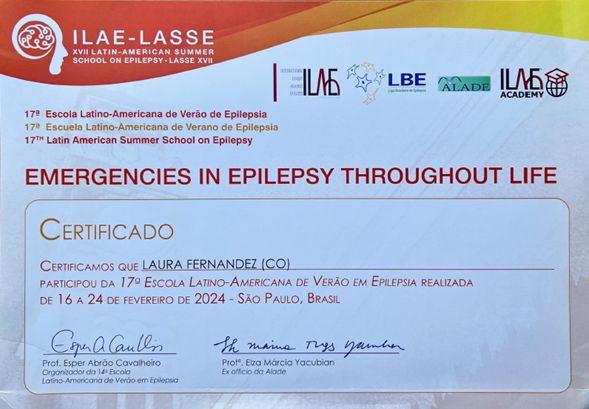 ILAE-LASSE
XVII LATIN-AMERICAN SUMMER
SCHOOL ON EPILEPSY - LASSE XVII
ILAE
LBE
Liga Brasileira de Epilepsia
ALADE
ILAE
ACADEMY
17ª Escola Latino-Americana de Verão de Epilepsia
17ª Escuela Latino-Americana de Verano de Epilepsia
17TH Latin American Summer School on Epilepsy
EMERGENCIES IN EPILEPSY THROUGHOUT LIFE
CERTIFICADO
CERTIFICAMOS QUE LAURA FERNANDEZ (CO)
PARTICIPOU DA 17ª ESCOLA LATINO-AMERICANA DE VERÃO EM EPILEPSIA REALIZADA
DE 16 A 24 DE FEVEREIRO DE 2024 - SÃO PAULO, BRASIL
Prof. Esper Abrão Cavalheiro
Organizador da 14ª Escola
Latino-Americana de Verão em Epilepsia
Profª. Elza Márcia Yacubian
Ex officio da Alade